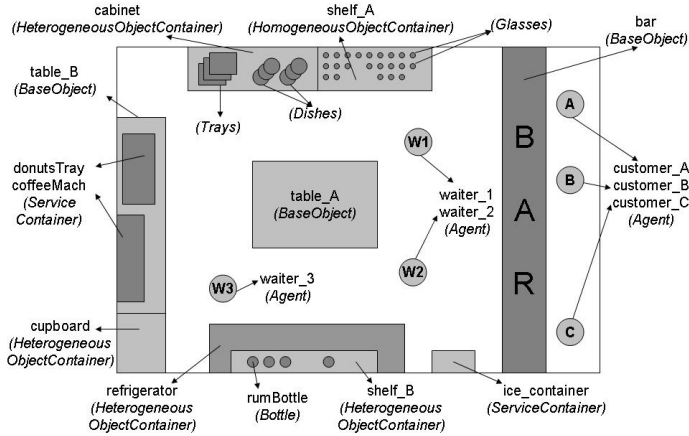 cabinet
(HeterogeneousObjectContainer)
shelf_A
(HomogeneousObjectContainer)
(Glasses)
bar
(BaseObject)
table_B
(BaseObject)
(Trays)
(Dishes)
donutsTray
coffeeMach
(Service
Container)
table_A
(BaseObject)
W1
waiter_1
waiter_2
(Agent)
W2
W3
waiter_3
(Agent)
B
A
R
A
B
C
customer_A
customer_B
customer_C
(Agent)
cupboard
(Heterogeneous
ObjectContainer)
refrigerator
(Heterogeneous
ObjectContainer)
rumBottle
(Bottle)
shelf_B
(Heterogeneous
ObjectContainer)
ice_container
(ServiceContainer)